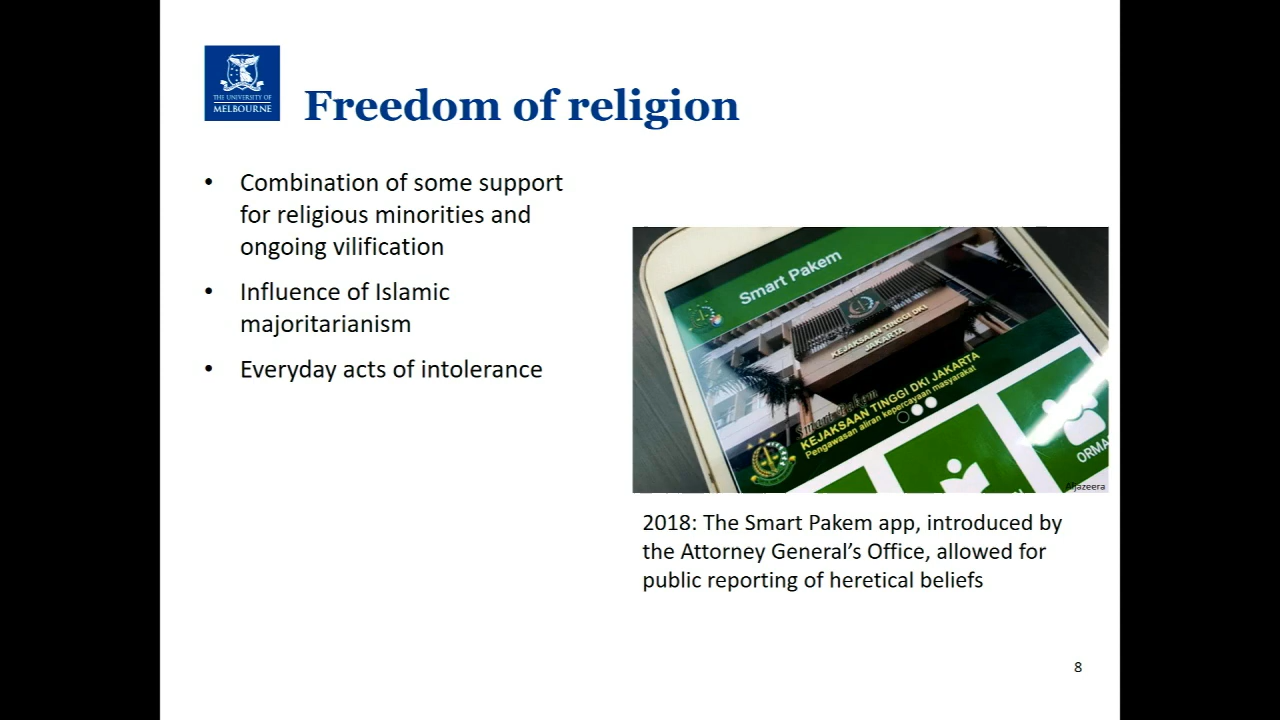 THE UNIVERSITY OF
MELBOURNE
Freedom of religion
• Combination of some support
for religious minorities and
ongoing vilification
• Influence of Islamic
majoritarianism
• Everyday acts of intolerance
Smart Pakem
KEJAKSAAN TINGGI DKI
JAKARTA
Smart Pakem
KEJAKSAAN TINGGI DKI JAKARTA
Pengawasan aliran kepercayaan masyarakat
ORMA
Aljazeera
2018: The Smart Pakem app, introduced by
the Attorney General’s Office, allowed for
public reporting of heretical beliefs
8